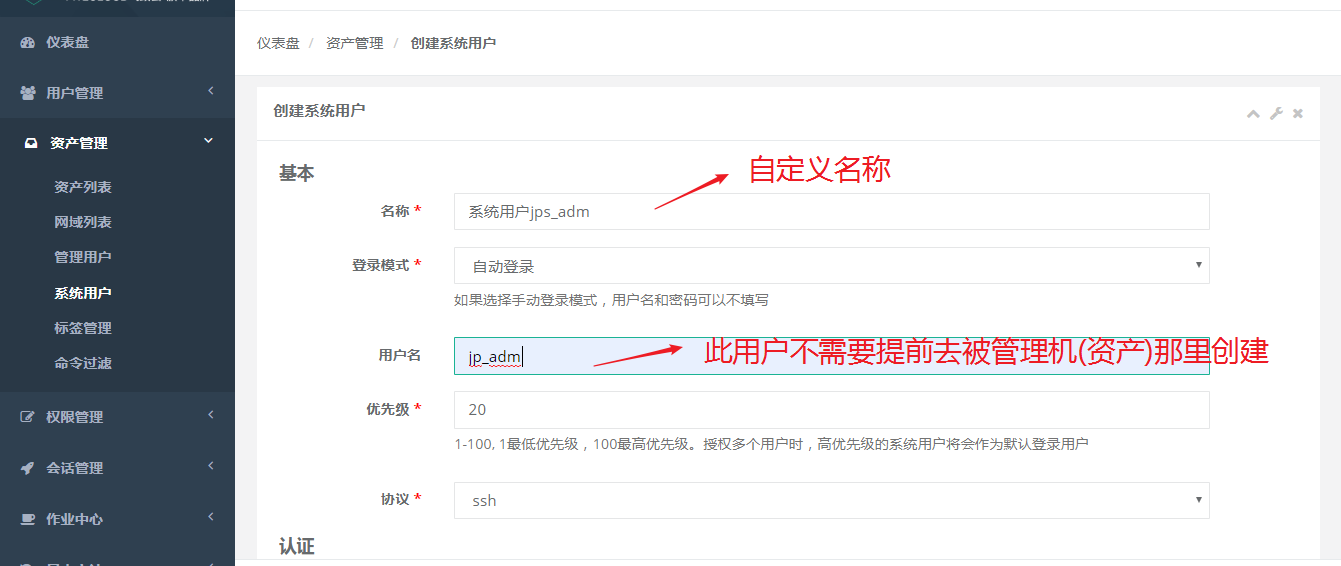 仪表盘
用户管理
资产管理
资产列表
网域列表
管理用户
系统用户
标签管理
命令过滤
权限管理
会话管理
作业中心
仪表盘 / 资产管理 / 创建系统用户
创建系统用户
基本
自定义名称
名称 * 系统用户jps_adm
登录模式 * 自动登录
如果选择手动登录模式，用户名和密码可以不填写
用户名 jp_adm 此用户不需要提前去被管理机(资产)那里创建
优先级 * 20
1-100, 1最低优先级，100最高优先级。授权多个用户时，高优先级的系统用户将会作为默认登录用户
协议 * ssh
认证